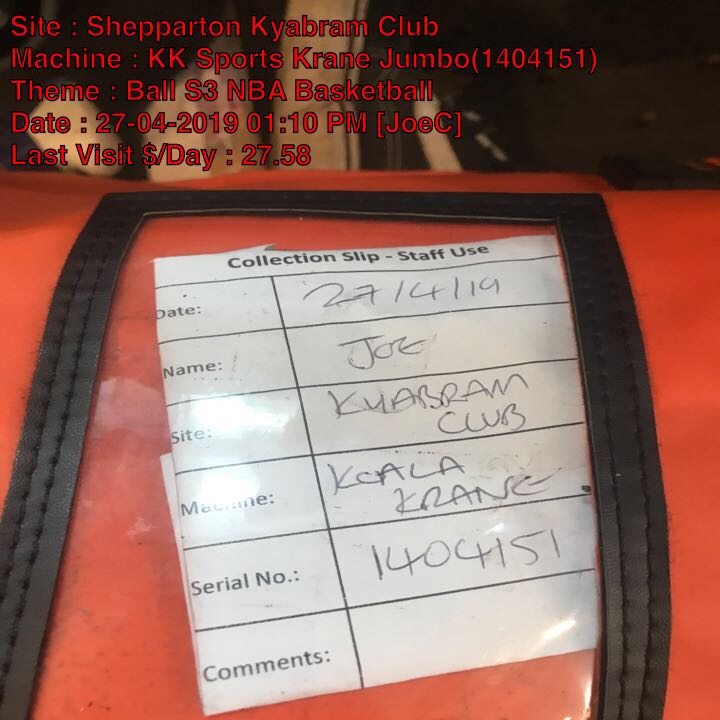 Site : Shepparton Kyabram Club
Machine : KK Sports Krane Jumbo(1404151)
Theme : Ball S3 NBA Basketball
Date : 27-04-2019 01:10 PM [JoeC]
Last Visit $/Day : 27.58
Collection Slip - Staff Use
Date: 27/4/19
Name: JOE
Site: KYABRAM
CLUB
Machine: KOALA
KRANE
Serial No.: 1404151
Comments: